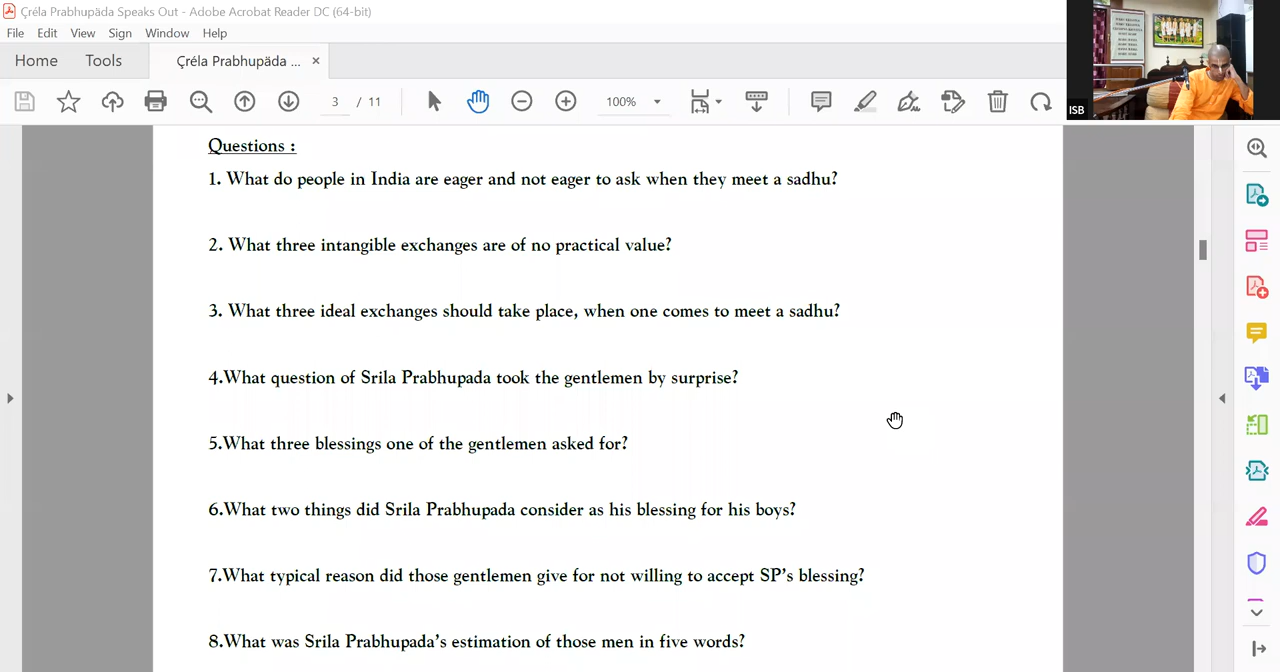 Çréla Prabhupäda Speaks Out - Adobe Acrobat Reader DC (64-bit)
File Edit View Sign Window Help
Home Tools Çréla Prabhupäda ... ×
3 / 11 100%
ISB
Questions :
1. What do people in India are eager and not eager to ask when they meet a sadhu?
2. What three intangible exchanges are of no practical value?
3. What three ideal exchanges should take place, when one comes to meet a sadhu?
4.What question of Srila Prabhupada took the gentlemen by surprise?
5.What three blessings one of the gentlemen asked for?
6.What two things did Srila Prabhupada consider as his blessing for his boys?
7.What typical reason did those gentlemen give for not willing to accept SP's blessing?
8.What was Srila Prabhupada's estimation of those men in five words?